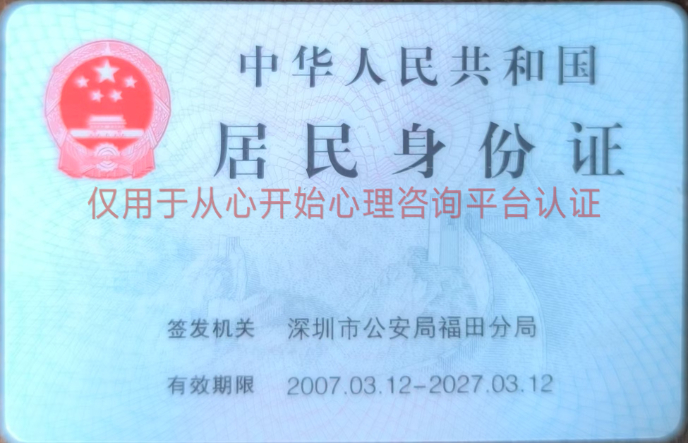 中华人民共和国
居民身份证
仅用于从心开始心理咨询平台认证
签发机关 深圳市公安局福田分局
有效期限 2007.03.12-2027.03.12